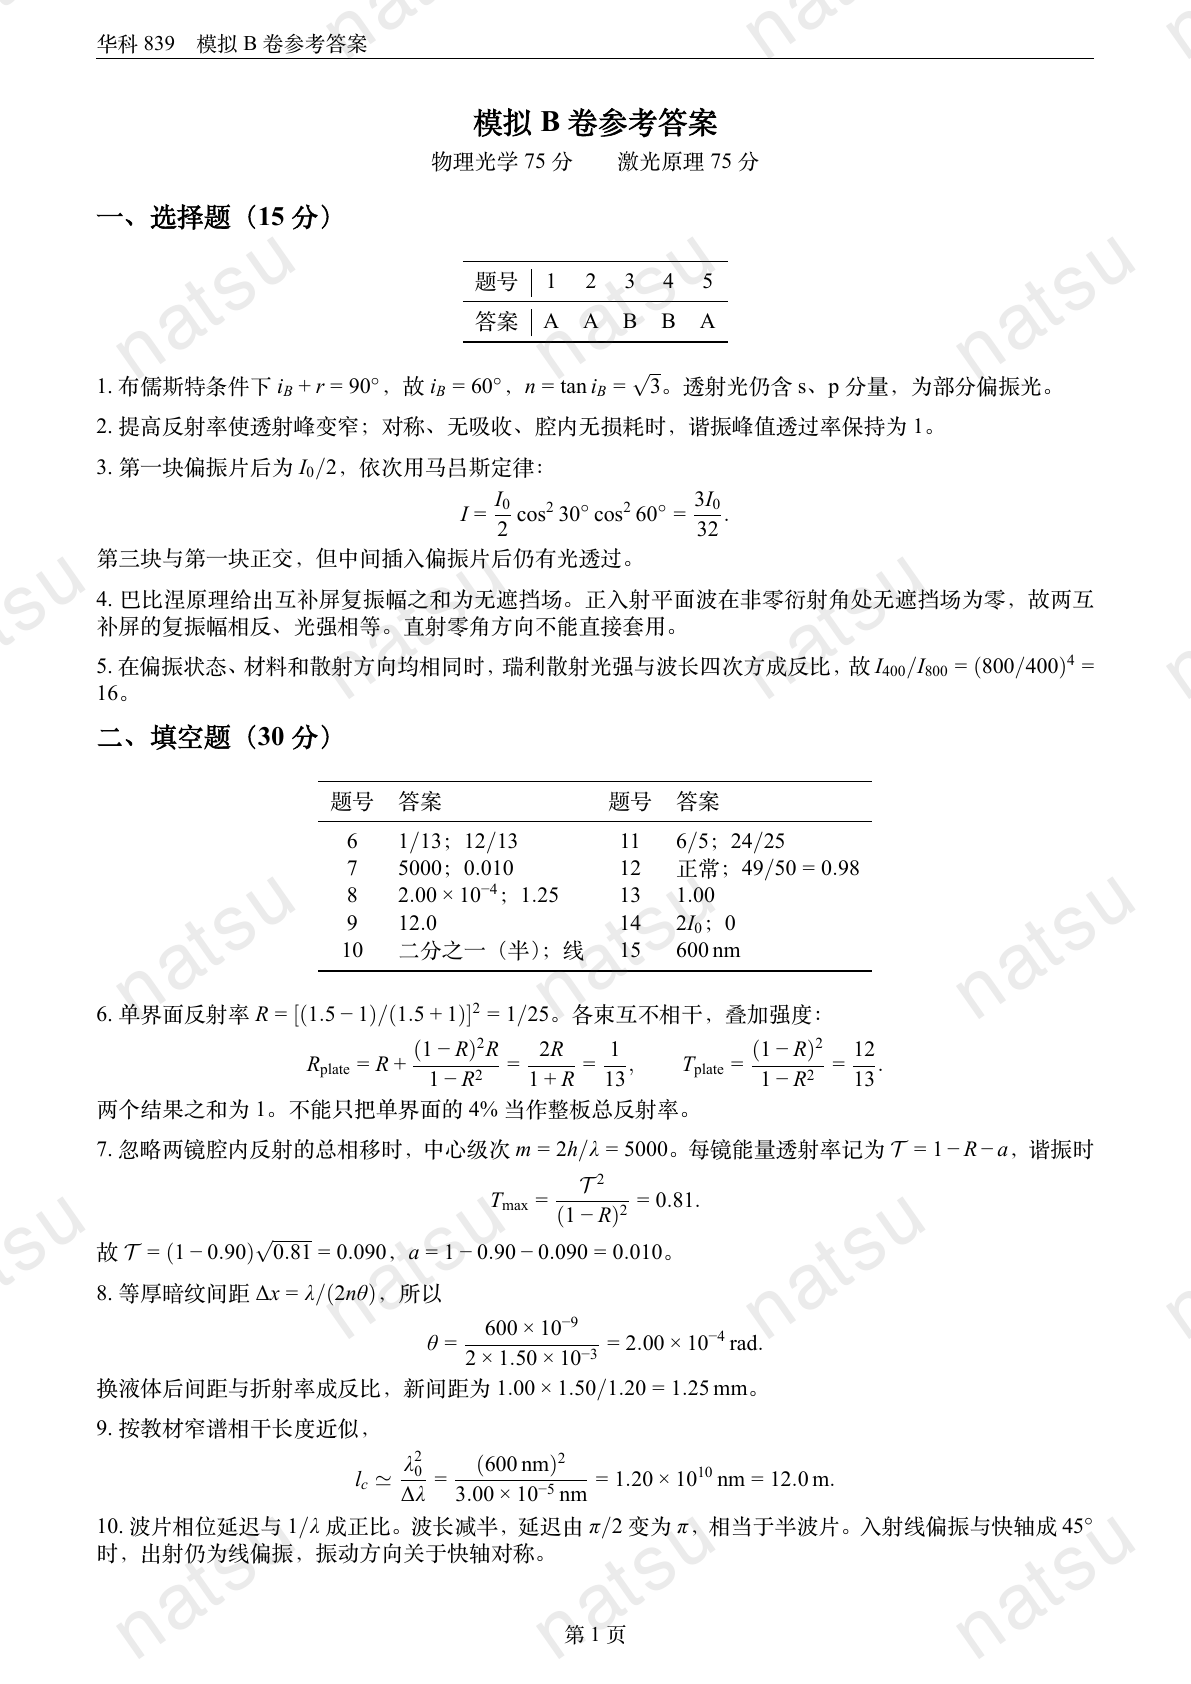 华科 839 模拟 B 卷参考答案
模拟 B 卷参考答案
物理光学 75 分 激光原理 75 分
一、选择题（15 分）
题号 1 2 3 4 5
答案 A A B B A
1. 布儒斯特条件下 i_B + r = 90°，故 i_B = 60°，n = tan i_B = √3。透射光仍含 s、p 分量，为部分偏振光。
2. 提高反射率使透射峰变窄；对称、无吸收、腔内无损耗时，谐振峰值透过率保持为 1。
3. 第一块偏振片后为 I₀/2，依次用马吕斯定律：
I = I₀/2 cos² 30° cos² 60° = 3I₀/32.
第三块与第一块正交，但中间插入偏振片后仍有光透过。
4. 巴比涅原理给出互补屏复振幅之和为无遮挡场。正入射平面波在非零衍射角处无遮挡场为零，故两互
补屏的复振幅相反、光强相等。直射零角方向不能直接套用。
5. 在偏振状态、材料和散射方向均相同时，瑞利散射光强与波长四次方成反比，故 I₄₀₀/I₈₀₀ = (800/400)⁴ =
16。
二、填空题（30 分）
题号 答案 题号 答案
6 1/13；12/13 11 6/5；24/25
7 5000；0.010 12 正常；49/50 = 0.98
8 2.00 × 10⁻⁴；1.25 13 1.00
9 12.0 14 2I₀；0
10 二分之一（半）；线 15 600 nm
6. 单界面反射率 R = [(1.5 − 1)/(1.5 + 1)]² = 1/25。各束互不相干，叠加强度：
R_plate = R + (1 − R)²R/(1 − R²) = 2R/(1 + R) = 1/13, T_plate = (1 − R)²/(1 − R²) = 12/13.
两个结果之和为 1。不能只把单界面的 4% 当作整板总反射率。
7. 忽略两镜腔内反射的总相移时，中心级次 m = 2h/λ = 5000。每镜能量透射率记为 𝒯 = 1 − R − a，谐振时
T_max = 𝒯²/(1 − R)² = 0.81.
故 𝒯 = (1 − 0.90)√0.81 = 0.090，a = 1 − 0.90 − 0.090 = 0.010。
8. 等厚暗纹间距 Δx = λ/(2nθ)，所以
θ = 600 × 10⁻⁹/(2 × 1.50 × 10⁻³) = 2.00 × 10⁻⁴ rad.
换液体后间距与折射率成反比，新间距为 1.00 × 1.50/1.20 = 1.25 mm。
9. 按教材窄谱相干长度近似，
l_c ≃ λ₀²/Δλ = (600 nm)²/(3.00 × 10⁻⁵ nm) = 1.20 × 10¹⁰ nm = 12.0 m.
10. 波片相位延迟与 1/λ 成正比。波长减半，延迟由 π/2 变为 π，相当于半波片。入射线偏振与快轴成 45°
时，出射仍为线偏振，振动方向关于快轴对称。
第 1 页
natsu